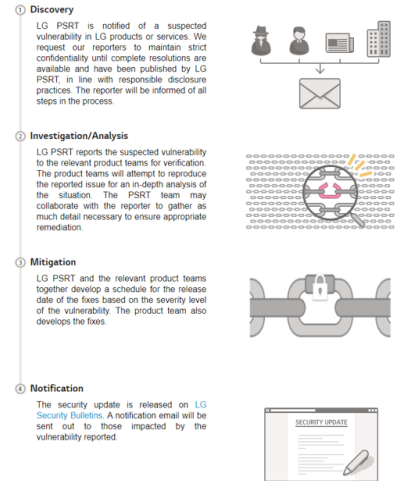 1 Discovery
LG PSRT is notified of a suspected
vulnerability in LG products or services. We
request our reporters to maintain strict
confidentiality until complete resolutions are
available and have been published by LG
PSRT, in line with responsible disclosure
practices. The reporter will be informed of all
steps in the process.
2 Investigation/Analysis
LG PSRT reports the suspected vulnerability
to the relevant product teams for verification.
The product teams will attempt to reproduce
the reported issue for an in-depth analysis of
the situation. The PSRT team may
collaborate with the reporter to gather as
much detail necessary to ensure appropriate
remediation.
3 Mitigation
LG PSRT and the relevant product teams
together develop a schedule for the release
date of the fixes based on the severity level
of the vulnerability. The product team also
develops the fixes.
4 Notification
The security update is released on LG
Security Bulletins. A notification email will be
sent out to those impacted by the
vulnerability reported.
SECURITY UPDATE